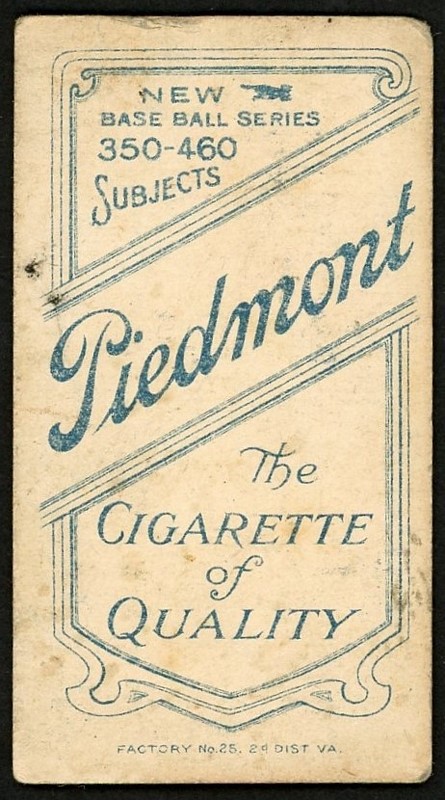 NEW
BASE BALL SERIES
350-460
SUBJECTS
Piedmont
The
CIGARETTE
of
QUALITY
FACTORY No. 25, 2d DIST VA.